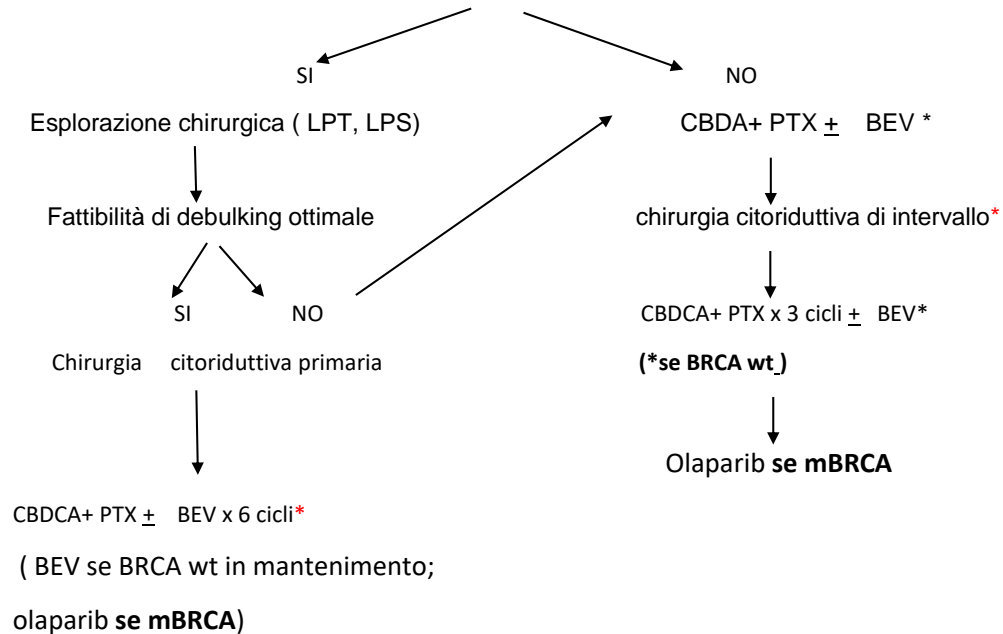 SI
NO
Esplorazione chirurgica ( LPT, LPS)
CBDA+ PTX + BEV *
Fattibilità di debulking ottimale
chirurgia citoriduttiva di intervallo*
SI NO
CBDCA+ PTX x 3 cicli + BEV*
Chirurgia citoriduttiva primaria
(*se BRCA wt )
Olaparib se mBRCA
CBDCA+ PTX + BEV x 6 cicli*
( BEV se BRCA wt in mantenimento;
olaparib se mBRCA)